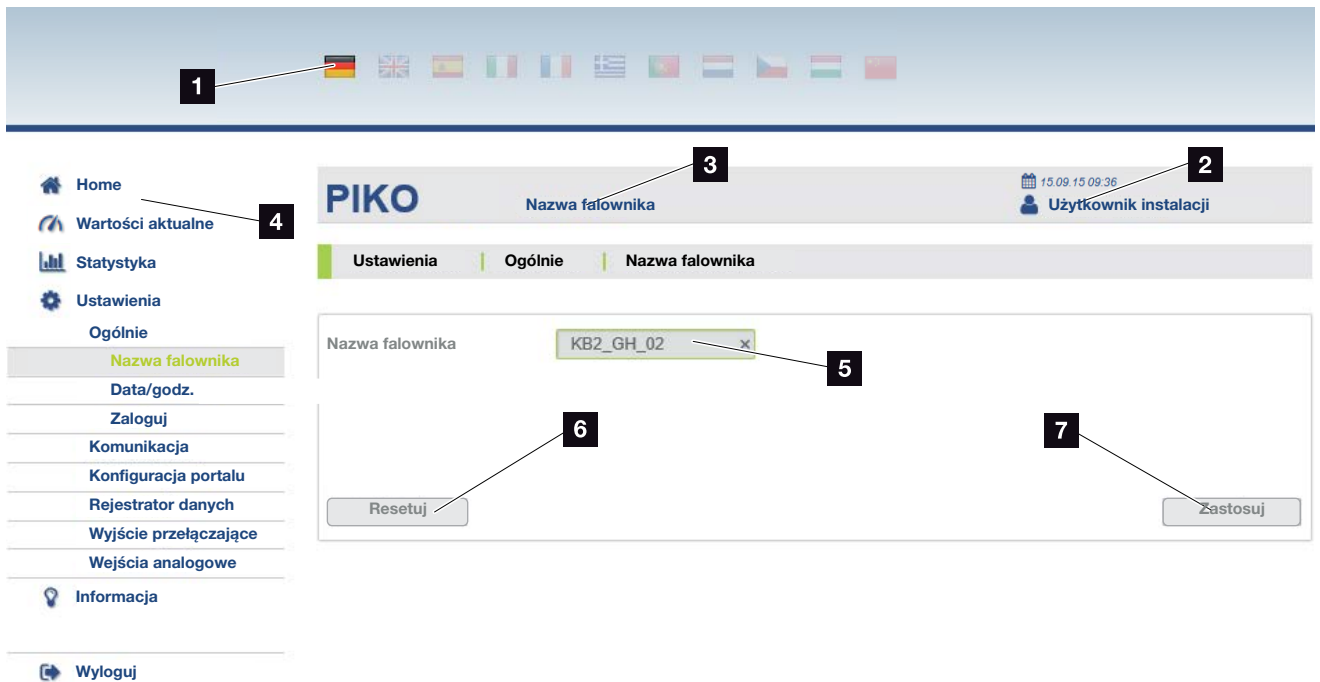 1
3
2
PIKO
Nazwa falownika
15.09.15 09:36
Użytkownik instalacji
Home
4
Wartości aktualne
Statystyka
Ustawienia
Ogólnie
Nazwa falownika
Data/godz.
Zaloguj
Komunikacja
Konfiguracja portalu
Rejestrator danych
Wyjście przełączające
Wejścia analogowe
Informacja
Wyloguj
Ustawienia | Ogólnie | Nazwa falownika
Nazwa falownika
KB2_GH_02 ×
5
6
7
Resetuj
Zastosuj